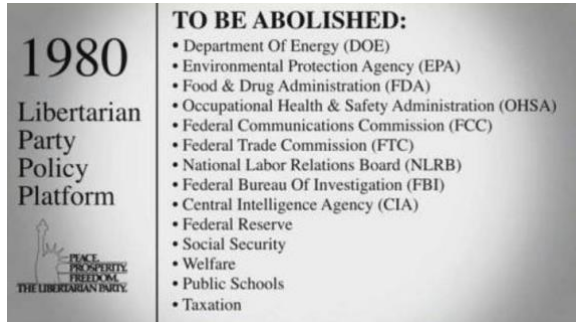 1980
Libertarian
Party
Policy
Platform
PEACE.
PROSPERITY.
FREEDOM.
THE LIBERTARIAN PARTY.
TO BE ABOLISHED:
• Department Of Energy (DOE)
• Environmental Protection Agency (EPA)
• Food & Drug Administration (FDA)
• Occupational Health & Safety Administration (OHSA)
• Federal Communications Commission (FCC)
• Federal Trade Commission (FTC)
• National Labor Relations Board (NLRB)
• Federal Bureau Of Investigation (FBI)
• Central Intelligence Agency (CIA)
• Federal Reserve
• Social Security
• Welfare
• Public Schools
• Taxation